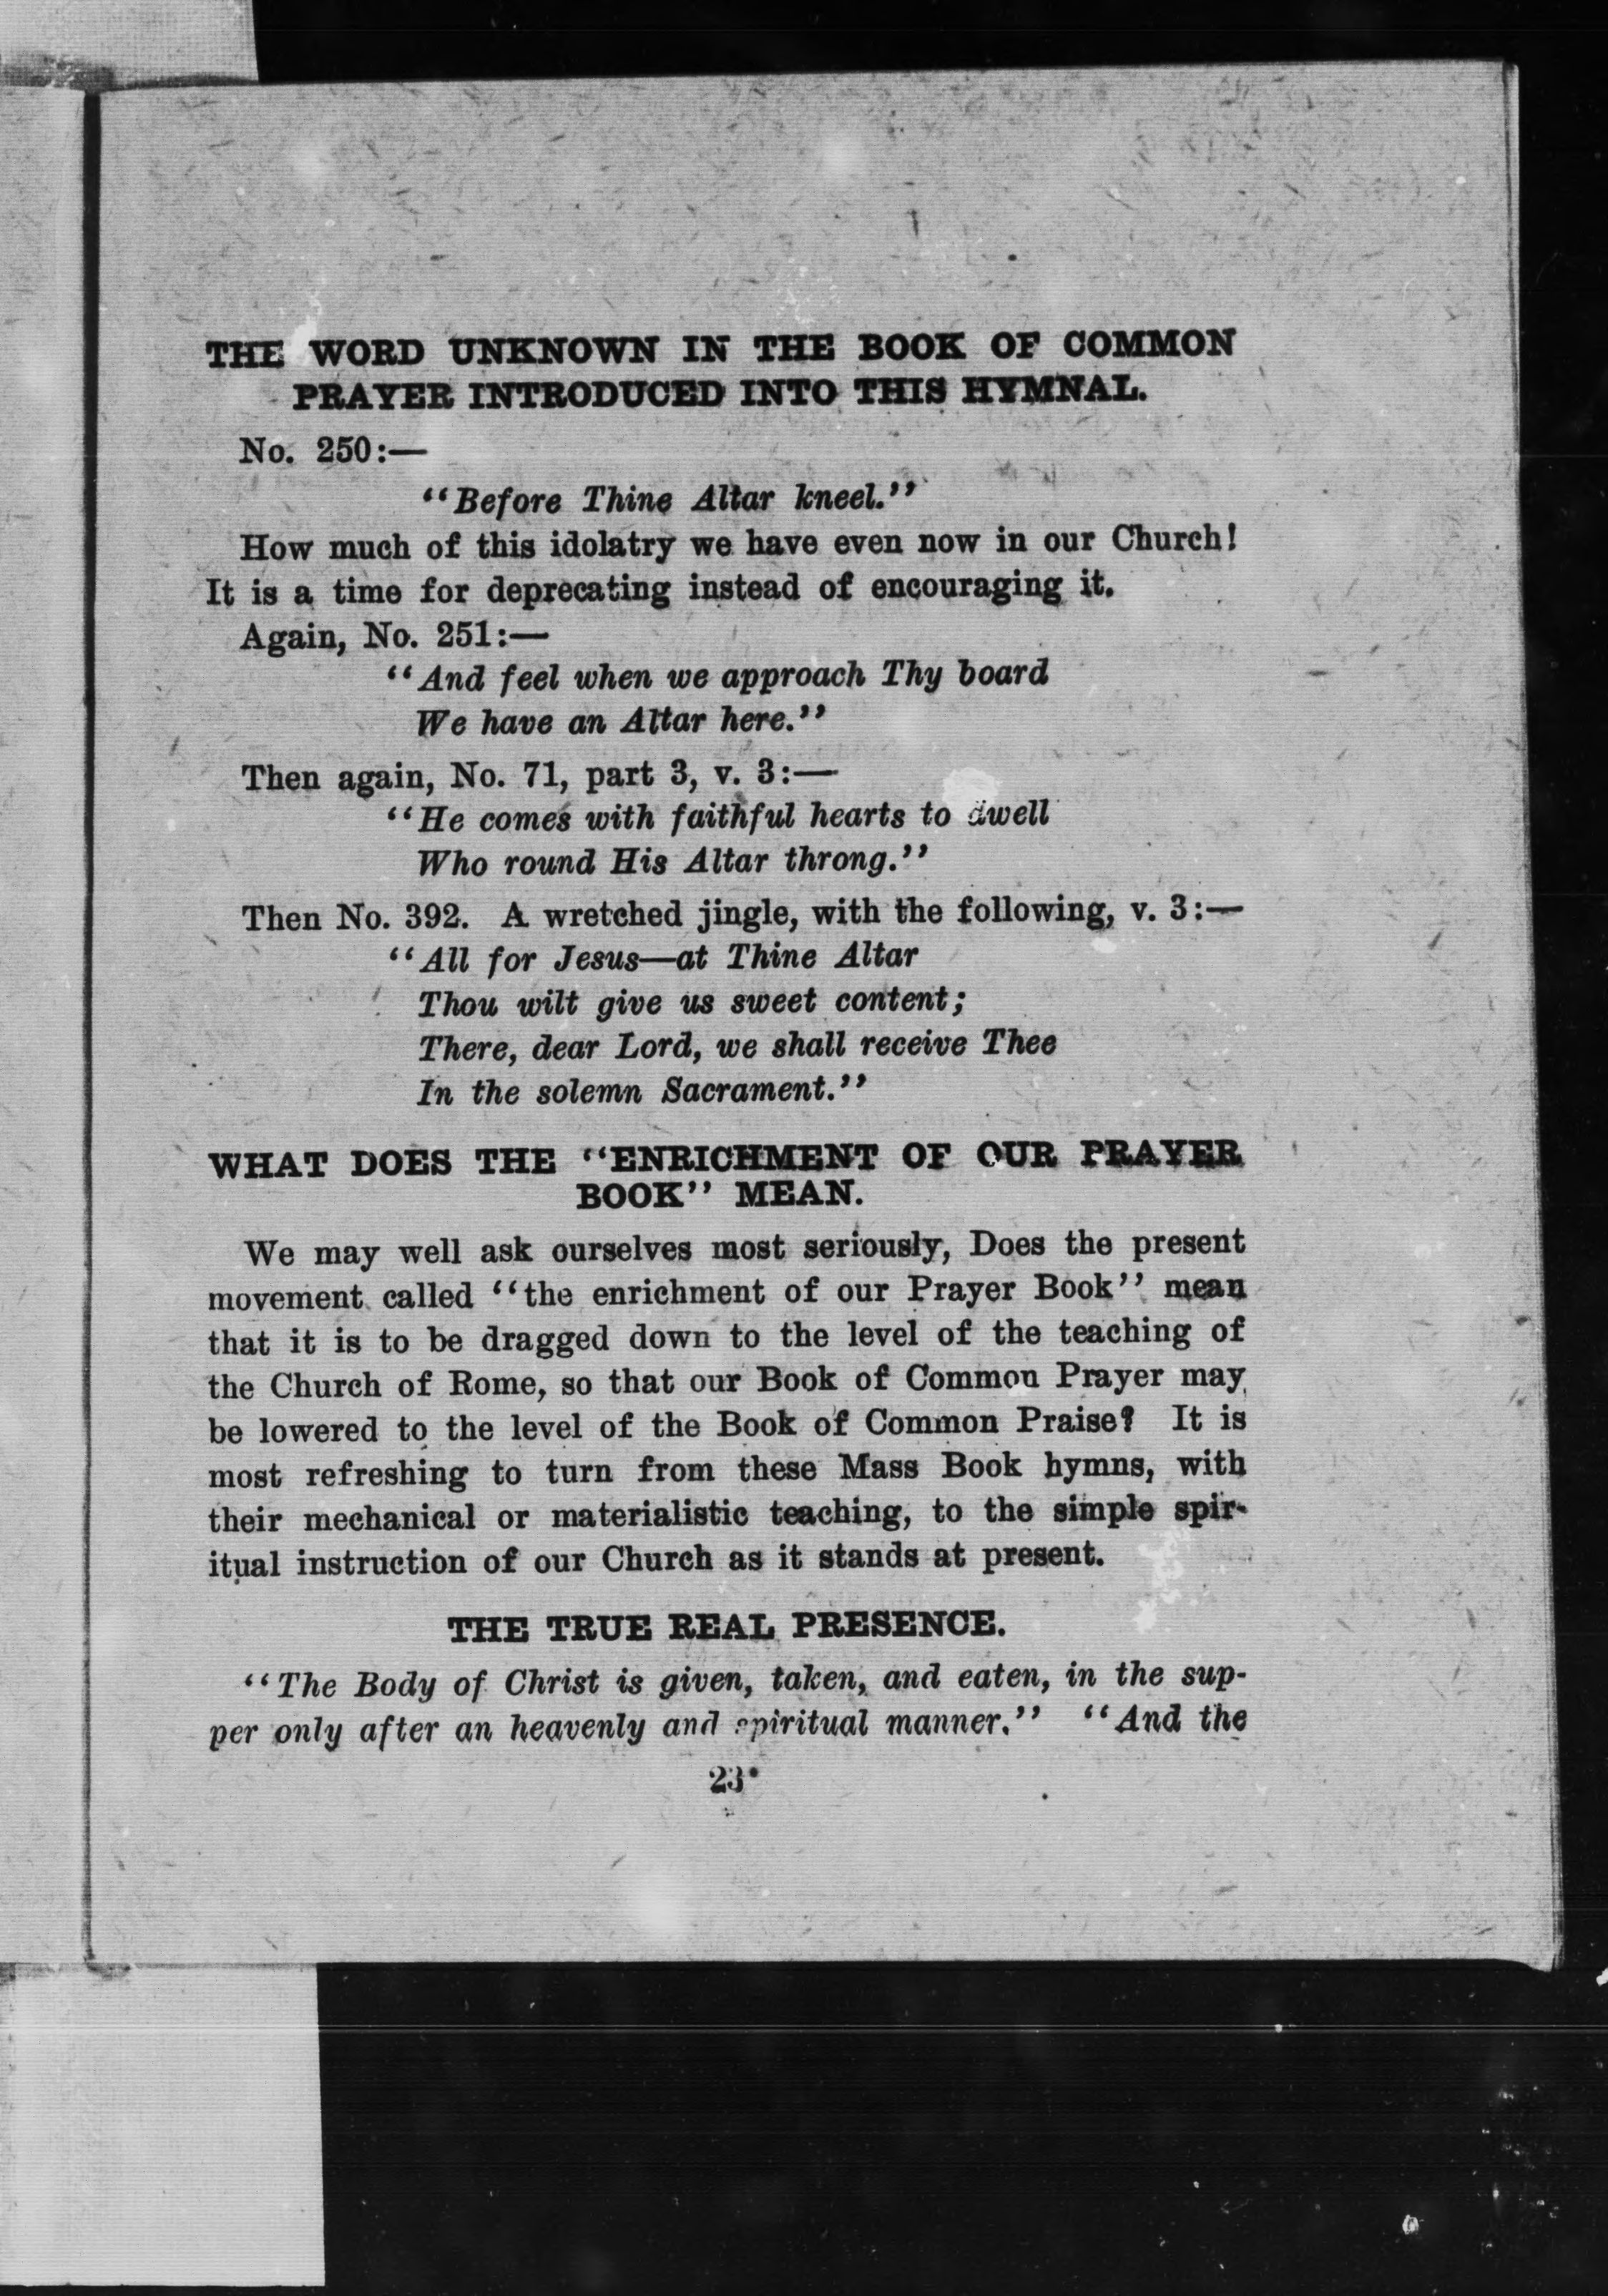 THE WORD UNKNOWN IN THE BOOK OF COMMON
PRAYER INTRODUCED INTO THIS HYMNAL.
No. 250:—
"Before Thine Altar kneel."
How much of this idolatry we have even now in our Church!
It is a time for deprecating instead of encouraging it.
Again, No. 251:—
"And feel when we approach Thy board
We have an Altar here."
Then again, No. 71, part 3, v. 3:—
"He comes with faithful hearts to dwell
Who round His Altar throng."
Then No. 392. A wretched jingle, with the following, v. 3:—
"All for Jesus—at Thine Altar
Thou wilt give us sweet content;
There, dear Lord, we shall receive Thee
In the solemn Sacrament."
WHAT DOES THE "ENRICHMENT OF OUR PRAYER
BOOK" MEAN.
We may well ask ourselves most seriously, Does the present
movement called "the enrichment of our Prayer Book" mean
that it is to be dragged down to the level of the teaching of
the Church of Rome, so that our Book of Common Prayer may
be lowered to the level of the Book of Common Praise? It is
most refreshing to turn from these Mass Book hymns, with
their mechanical or materialistic teaching, to the simple spir-
itual instruction of our Church as it stands at present.
THE TRUE REAL PRESENCE.
"The Body of Christ is given, taken, and eaten, in the sup-
per only after an heavenly and spiritual manner." "And the
23